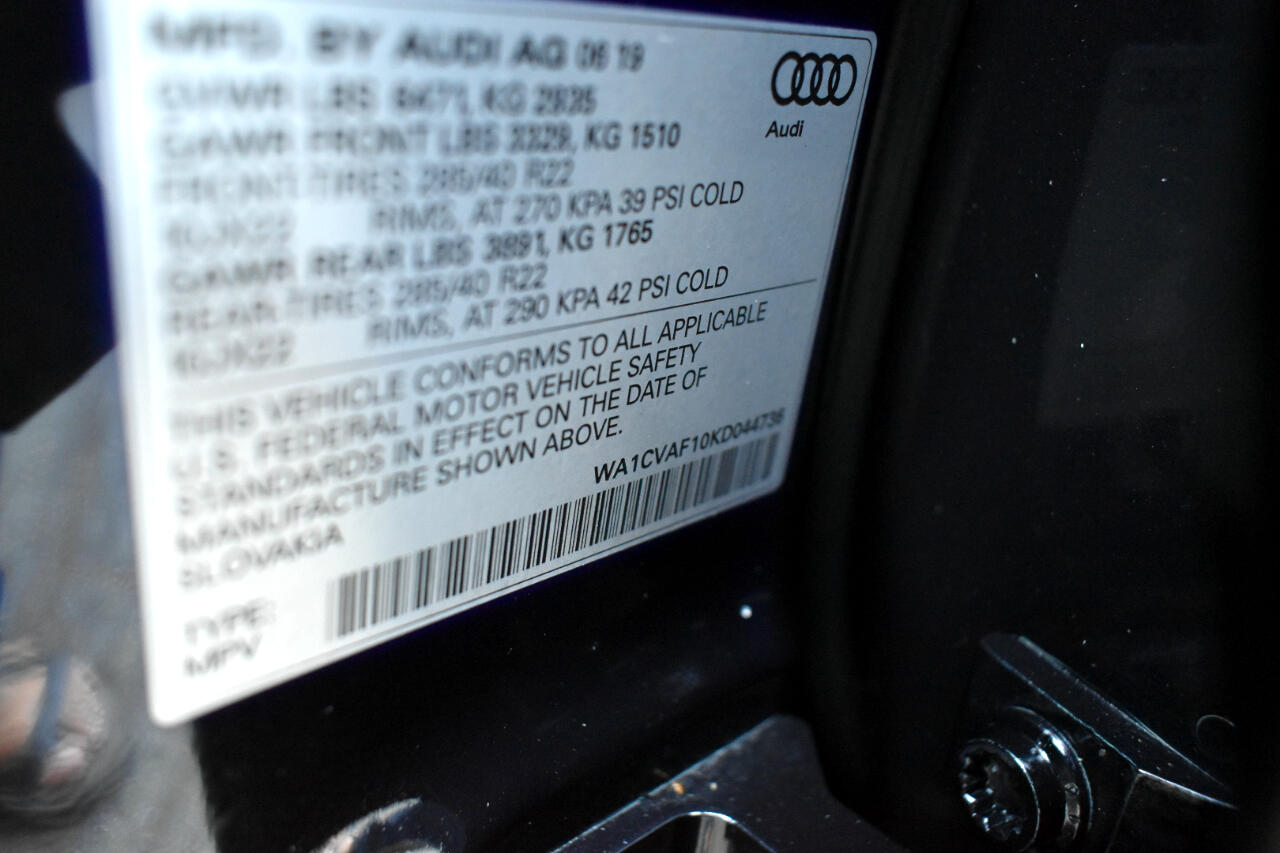 MFD. BY AUDI AG 06 19
GVWR LBS 6471, KG 2935
GAWR FRONT LBS 3329, KG 1510
FRONT TIRES 285/40 R22
RIMS, AT 270 KPA 39 PSI COLD
GAWR REAR LBS 3891, KG 1765
REAR TIRES 285/40 R22
RIMS, AT 290 KPA 42 PSI COLD
THIS VEHICLE CONFORMS TO ALL APPLICABLE
U.S. FEDERAL MOTOR VEHICLE SAFETY
STANDARDS IN EFFECT ON THE DATE OF
MANUFACTURE SHOWN ABOVE.
SLOVAKIA
WA1CVAF10KD044736
TYPE:
MPV
Audi